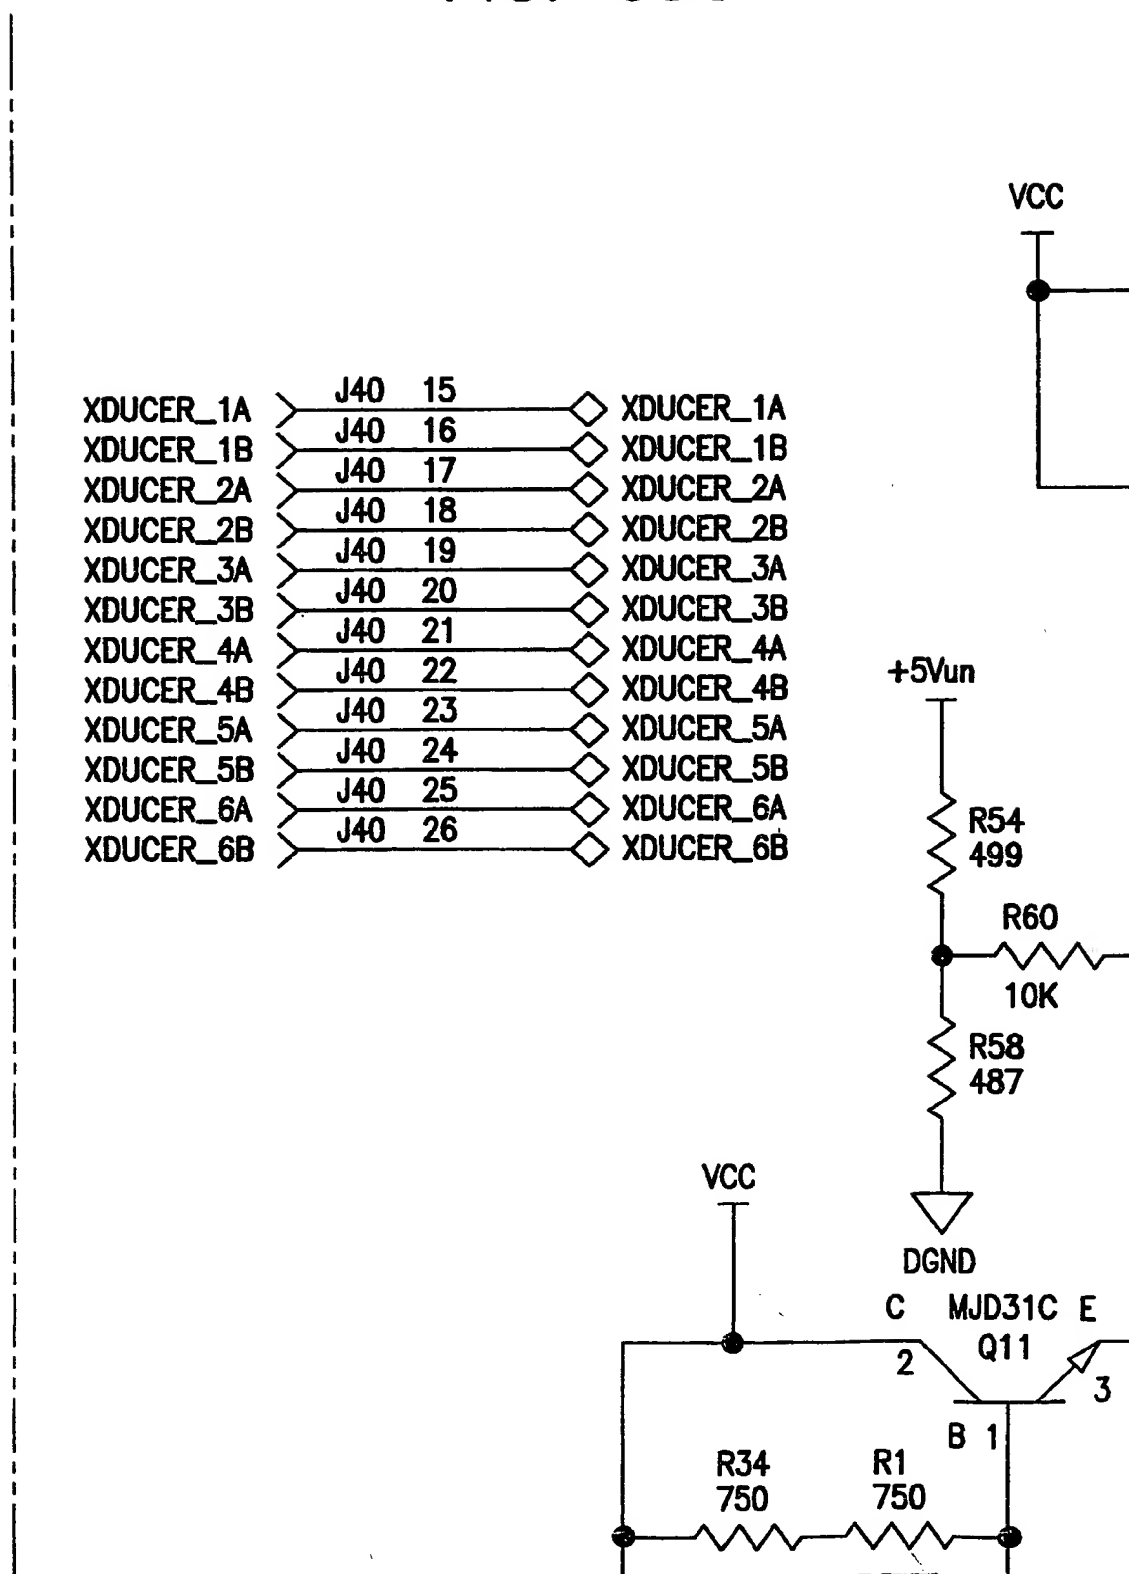 VCC
XDUCER_1A J40 15 XDUCER_1A
XDUCER_1B J40 16 XDUCER_1B
XDUCER_2A J40 17 XDUCER_2A
XDUCER_2B J40 18 XDUCER_2B
XDUCER_3A J40 19 XDUCER_3A
XDUCER_3B J40 20 XDUCER_3B
XDUCER_4A J40 21 XDUCER_4A
XDUCER_4B J40 22 XDUCER_4B
XDUCER_5A J40 23 XDUCER_5A
XDUCER_5B J40 24 XDUCER_5B
XDUCER_6A J40 25 XDUCER_6A
XDUCER_6B J40 26 XDUCER_6B
+5Vun
R54
499
R60
10K
R58
487
DGND
VCC
C MJD31C E
Q11
2
3
B 1
R34
750
R1
750